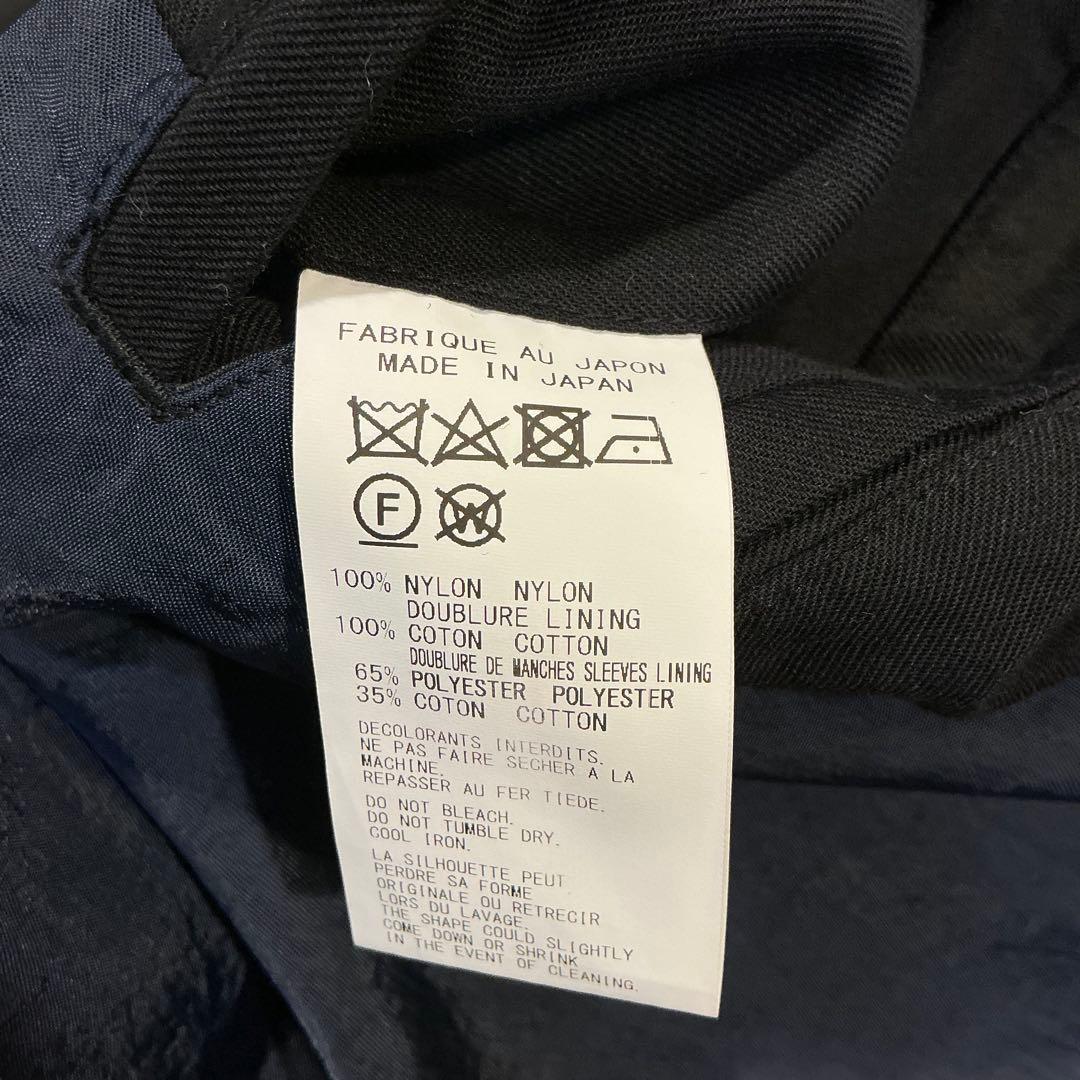 FABRIQUE AU JAPON
MADE IN JAPAN
F
W
100% NYLON NYLON
DOUBLURE LINING
100% COTON COTTON
DOUBLURE DE MANCHES SLEEVES LINING
65% POLYESTER POLYESTER
35% COTON COTTON
DECOLORANTS INTERDITS.
NE PAS FAIRE SECHER A LA
MACHINE.
REPASSER AU FER TIEDE.
DO NOT BLEACH.
DO NOT TUMBLE DRY.
COOL IRON.
LA SILHOUETTE PEUT
PERDRE SA FORME
ORIGINALE OU RETRECIR
LORS DU LAVAGE.
THE SHAPE COULD SLIGHTLY
COME DOWN OR SHRINK
IN THE EVENT OF CLEANING.